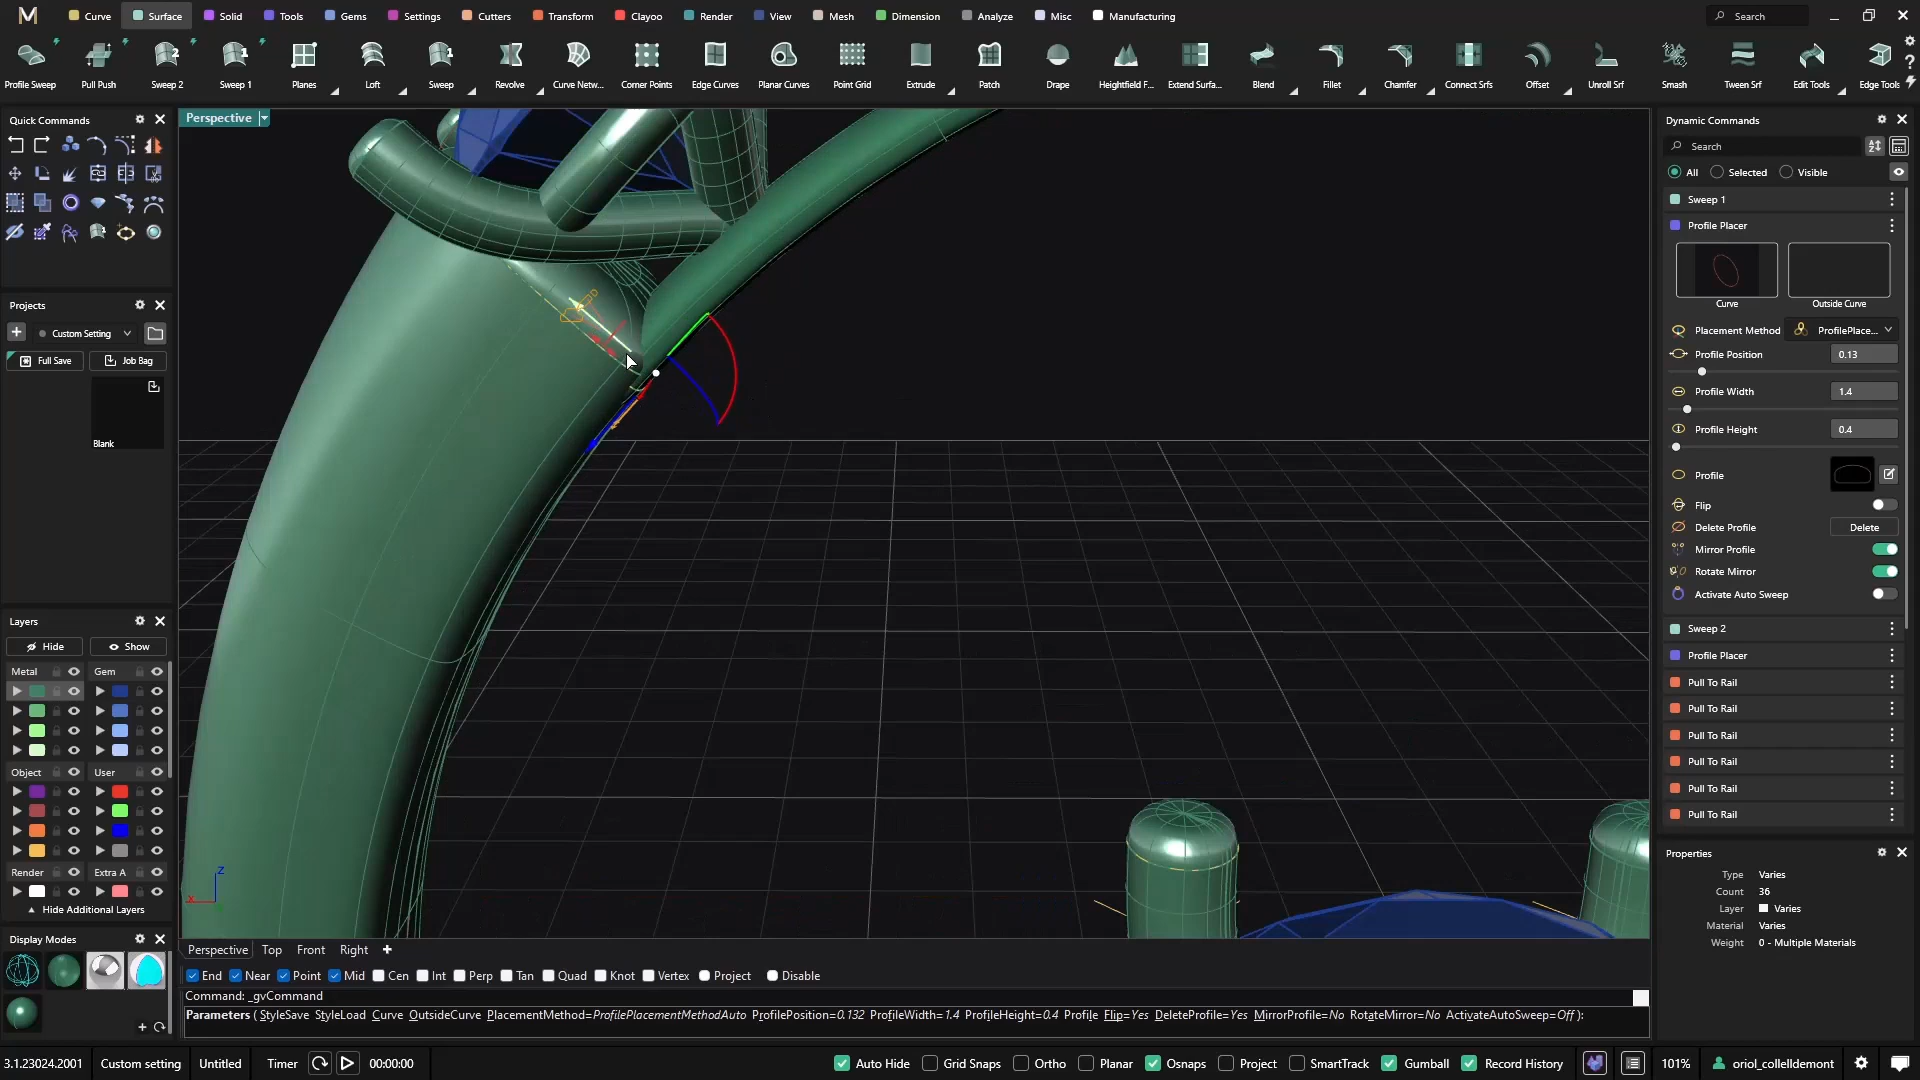 Curve Surface Solid Tools Gems Settings Cutters Transform Clayoo Render View Mesh Dimension Analyze Misc Manufacturing Search
Profile Sweep Pull Push Sweep 2 Sweep 1 Planes Loft Sweep Revolve Curve Netw... Corner Points Edge Curves Planar Curves Point Grid Extrude Patch Drape Heightfield F... Extend Surfa... Blend Fillet Chamfer Connect Srfs Offset Unroll Srf Smash Tween Srf Edit Tools Edge Tools
Quick Commands
Projects
Custom Setting
Full Save Job Bag
Blank
Layers
Hide Show
Metal Gem
Object User
Render Extra A
Hide Additional Layers
Display Modes
Perspective
z
x
Perspective Top Front Right
End Near Point Mid Cen Int Perp Tan Quad Knot Vertex Project Disable
Command: _gvCommand
Parameters ( StyleSave StyleLoad Curve OutsideCurve PlacementMethod=ProfilePlacementMethodAuto ProfilePosition=0.132 ProfileWidth=1.4 ProfileHeight=0.4 Profile Flip=Yes DeleteProfile=Yes MirrorProfile=No RotateMirror=No ActivateAutoSweep=Off ):
Dynamic Commands
Search
All Selected Visible
Sweep 1
Profile Placer
Curve Outside Curve
Placement Method ProfilePlace...
Profile Position 0.13
Profile Width 1.4
Profile Height 0.4
Profile
Flip
Delete Profile Delete
Mirror Profile
Rotate Mirror
Activate Auto Sweep
Sweep 2
Profile Placer
Pull To Rail
Pull To Rail
Pull To Rail
Pull To Rail
Pull To Rail
Pull To Rail
Properties
Type Varies
Count 36
Layer Varies
Material Varies
Weight 0 - Multiple Materials
3.1.23024.2001 Custom setting Untitled Timer 00:00:00 Auto Hide Grid Snaps Ortho Planar Osnaps Project SmartTrack Gumball Record History 101% oriol_collelldemont